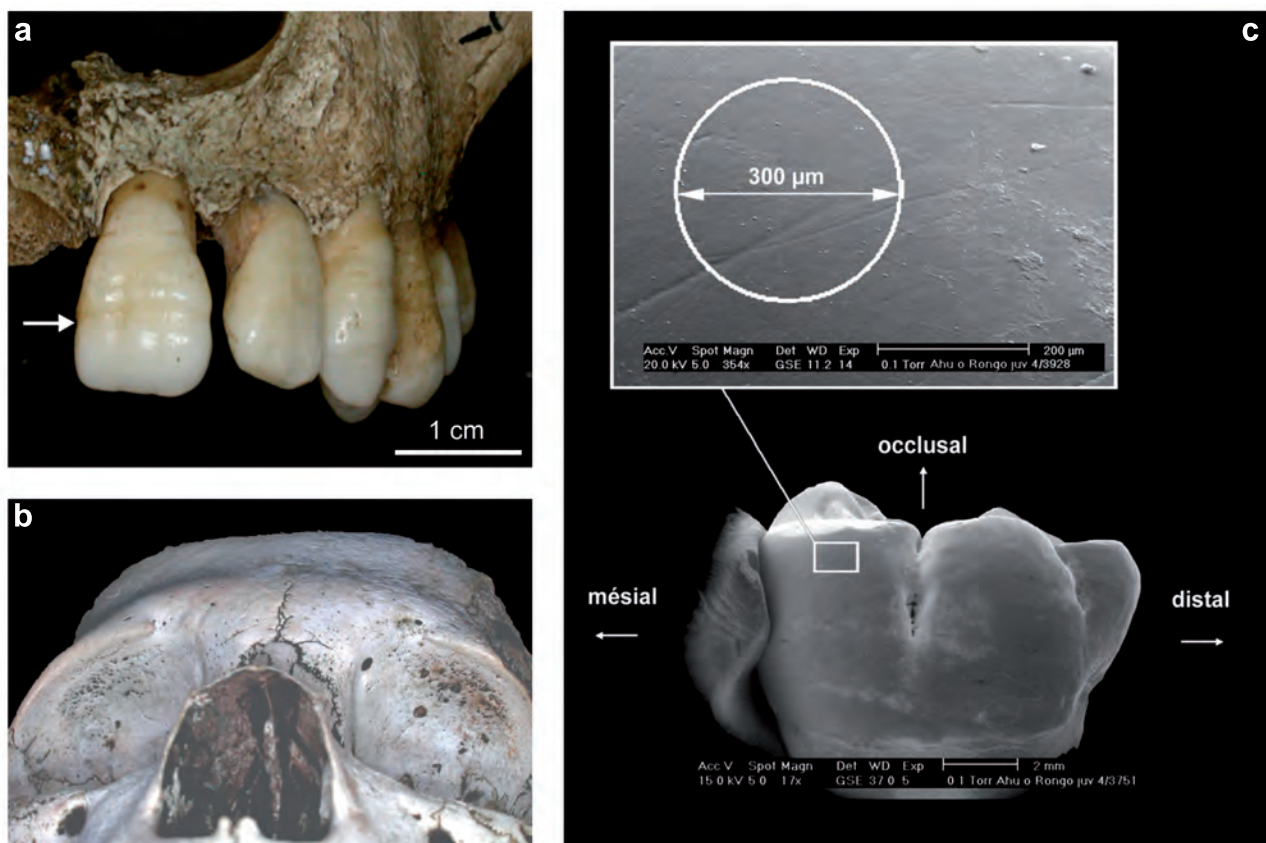 a
1 cm
b
c
300 µm
Acc.V Spot Magn Det WD Exp 200 µm
20.0 kV 5.0 354x GSE 11.2 14 0.1 Torr Ahu o Rongo juv 4/3928
occlusal
mésial
distal
Acc V Spot Magn Det WD Exp 2 mm
15 0 kV 5 0 17x GSE 37 0 5 0 1 Torr Ahu o Rongo juv 4/3751